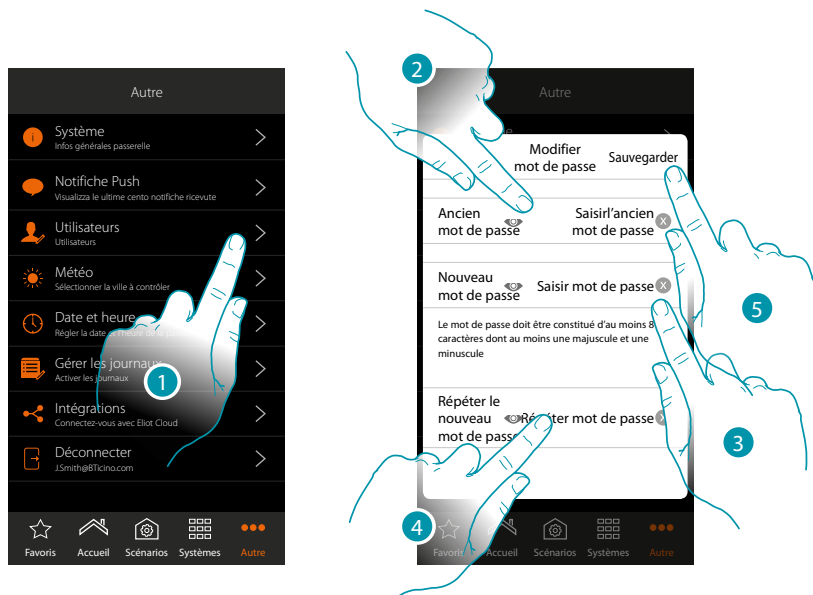 Autre
Système
Infos générales passerelle
Notifiche Push
Visualizza le ultime cento notifiche ricevute
Utilisateurs
Utilisateurs
Météo
Sélectionner la ville à contrôler
Date et heure
Régler la date et l'heure de la
Gérer les journaux
Activer les journaux
Intégrations
Connectez-vous avec Eliot Cloud
Déconnecter
J.Smith@BTicino.com
Favoris
Accueil
Scénarios
Systèmes
Autre
1
2
Autre
Modifier
mot de passe
Sauvegarder
Ancien
mot de passe
Saisirl'ancien
mot de passe
X
Nouveau
mot de passe
Saisir mot de passe
X
Le mot de passe doit être constitué d'au moins 8
caractères dont au moins une majuscule et une
minuscule
Répéter le
nouveau
mot de passe
Répéter mot de passe
X
5
3
4
Favoris
Accueil
Scénarios
Systèmes
Autre